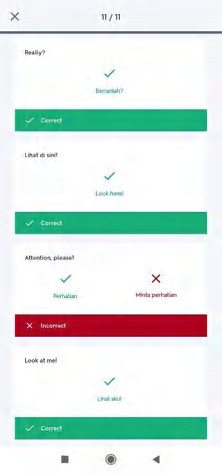 11 / 11
Really?
Benarkah?
Correct
Lihat di sini!
Look here!
Correct
Attention, please!
Perhatian
Minta perhatian
Incorrect
Look at me!
Lihat aku!
Correct